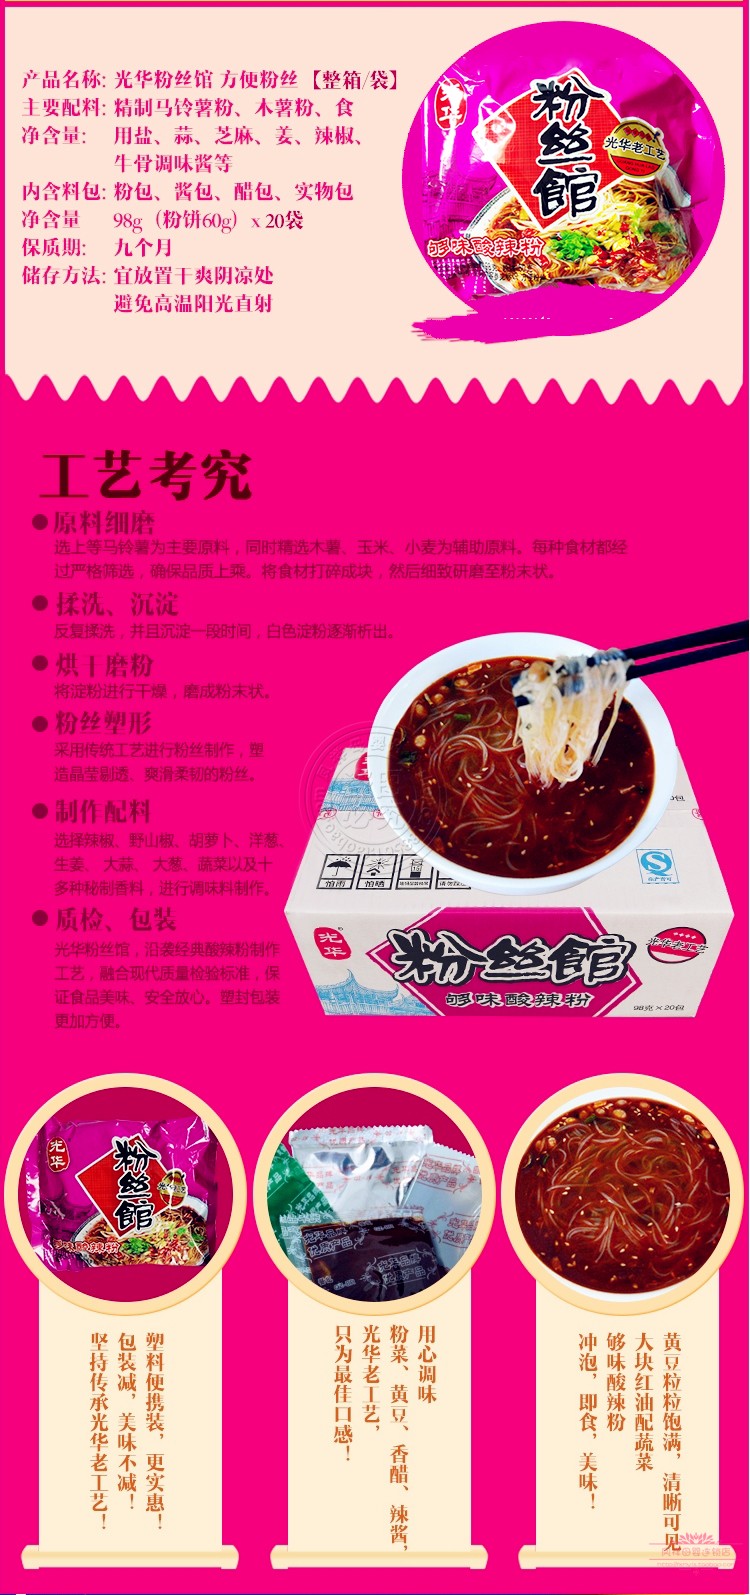 产品名称: 光华粉丝馆 方便粉丝【整箱/袋】
主要配料: 精制马铃薯粉、木薯粉、食
净含量: 用盐、蒜、芝麻、姜、辣椒、
牛骨调味酱等
内含料包: 粉包、酱包、醋包、实物包
净含量 98g（粉饼60g）x 20袋
保质期: 九个月
储存方法: 宜放置干爽阴凉处
避免高温阳光直射
光华
粉丝馆
光华老工艺
够味酸辣粉
工艺考究
●原料细磨
选上等马铃薯为主要原料，同时精选木薯、玉米、小麦为辅助原料。每种食材都经
过严格筛选，确保品质上乘。将食材打碎成块，然后细致研磨至粉末状。
●揉洗、沉淀
反复揉洗，并且沉淀一段时间，白色淀粉逐渐析出。
●烘干磨粉
将淀粉进行干燥，磨成粉末状。
●粉丝塑形
采用传统工艺进行粉丝制作，塑
造晶莹剔透、爽滑柔韧的粉丝。
●制作配料
选择辣椒、野山椒、胡萝卜、洋葱、
生姜、大蒜、大葱、蔬菜以及十
多种秘制香料，进行调味料制作。
●质检、包装
光华粉丝馆，沿袭经典酸辣粉制作
工艺，融合现代质量检验标准，保
证食品美味、安全放心。塑封包装
更加方便。
怕雨
怕晒
光华
粉丝馆
光华老工艺
够味酸辣粉
98克×20包
光华
粉丝馆
够味酸辣粉
塑料便携装，更实惠！
包装减，美味不减！
坚持传承光华老工艺！
用心调味
粉菜、黄豆、香醋、辣酱，
光华老工艺，
只为最佳口感！
黄豆粒粒饱满，清晰可见
大块红油配蔬菜
够味酸辣粉
冲泡，即食，美味！